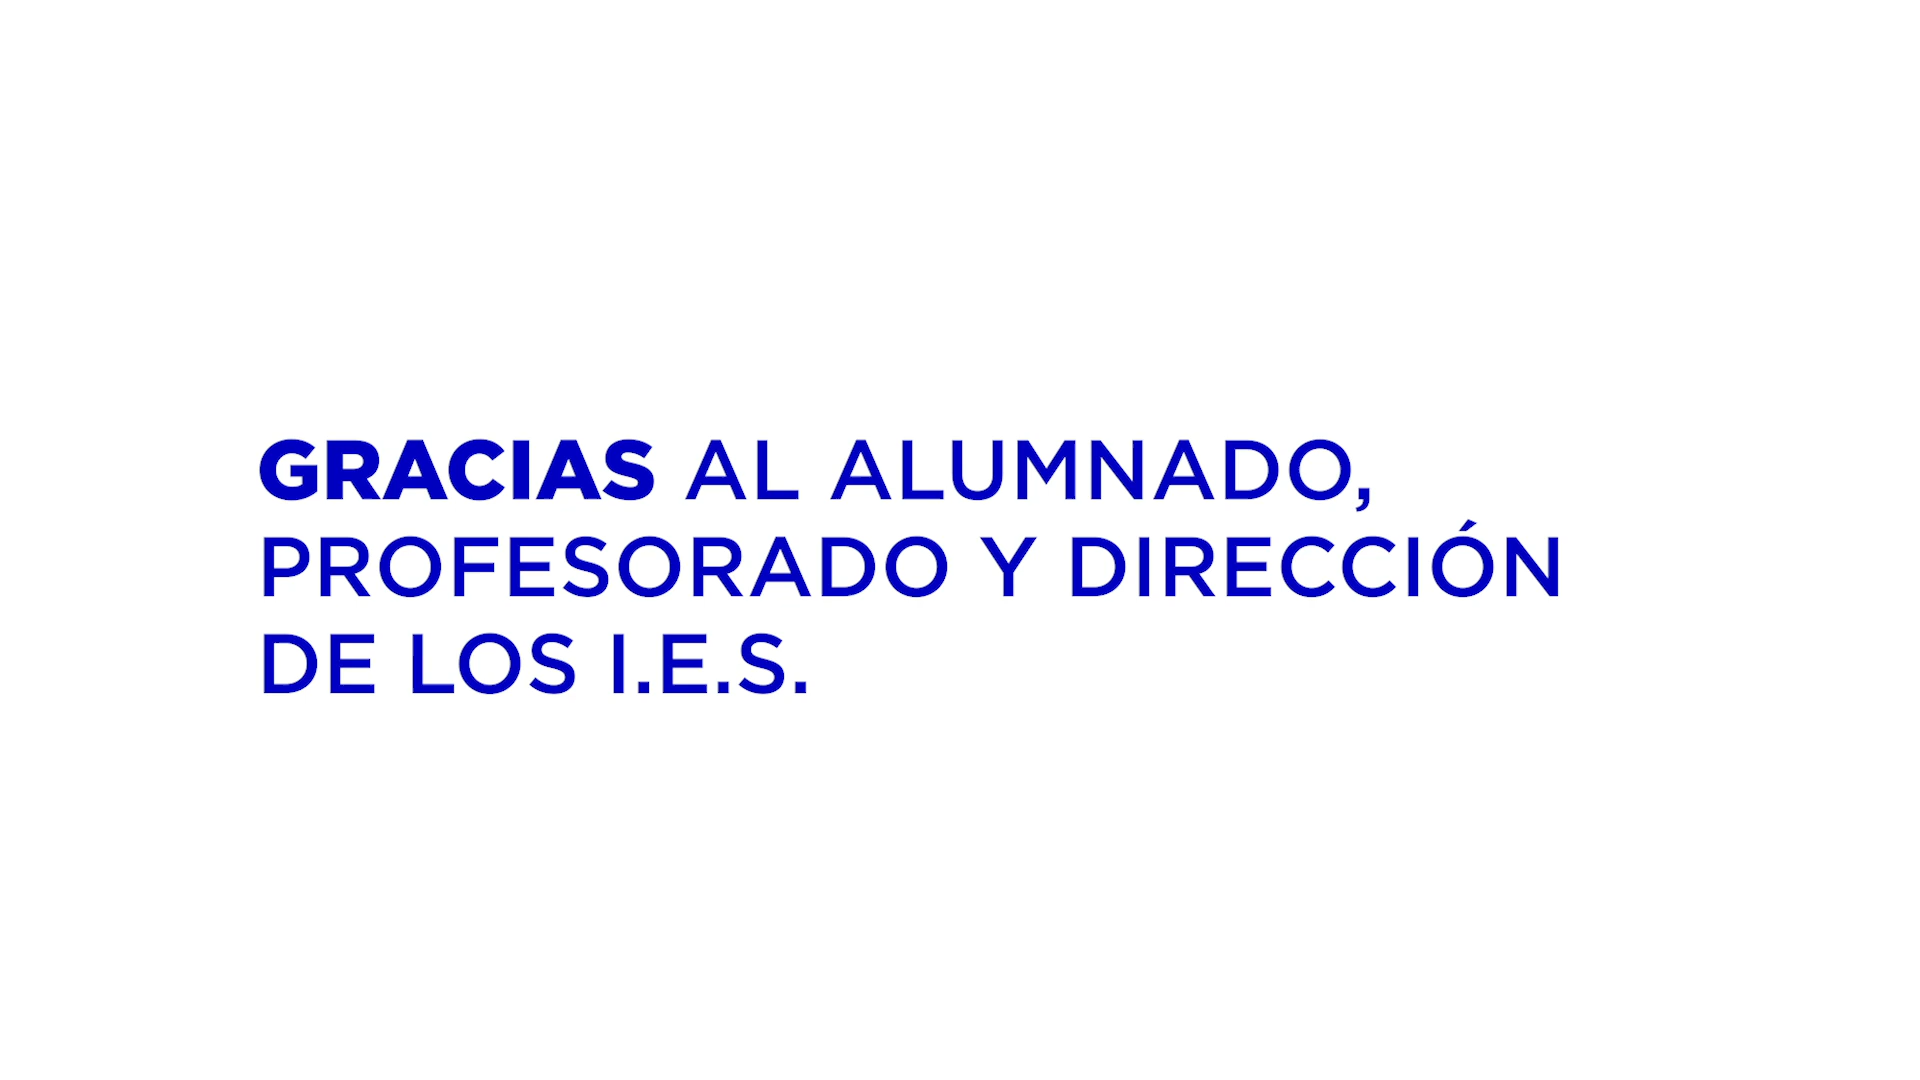 GRACIAS AL ALUMNADO,
PROFESORADO Y DIRECCIÓN
DE LOS I.E.S.